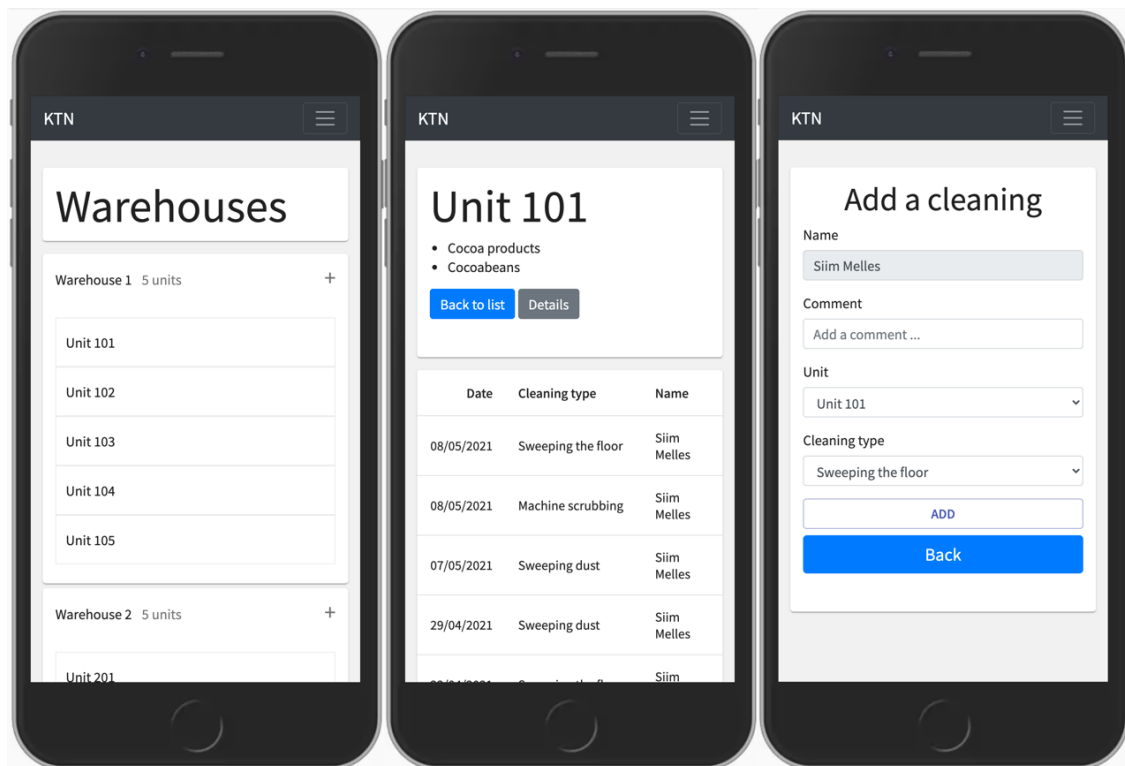 KTN
Warehouses
Warehouse 1 5 units +
Unit 101
Unit 102
Unit 103
Unit 104
Unit 105
Warehouse 2 5 units +
Unit 201
KTN
Unit 101
• Cocoa products
• Cocoabeans
Back to list Details
Date Cleaning type Name
08/05/2021 Sweeping the floor Siim
Melles
08/05/2021 Machine scrubbing Siim
Melles
07/05/2021 Sweeping dust Siim
Melles
29/04/2021 Sweeping dust Siim
Melles
Siim
KTN
Add a cleaning
Name
Siim Melles
Comment
Add a comment ...
Unit
Unit 101
Cleaning type
Sweeping the floor
ADD
Back